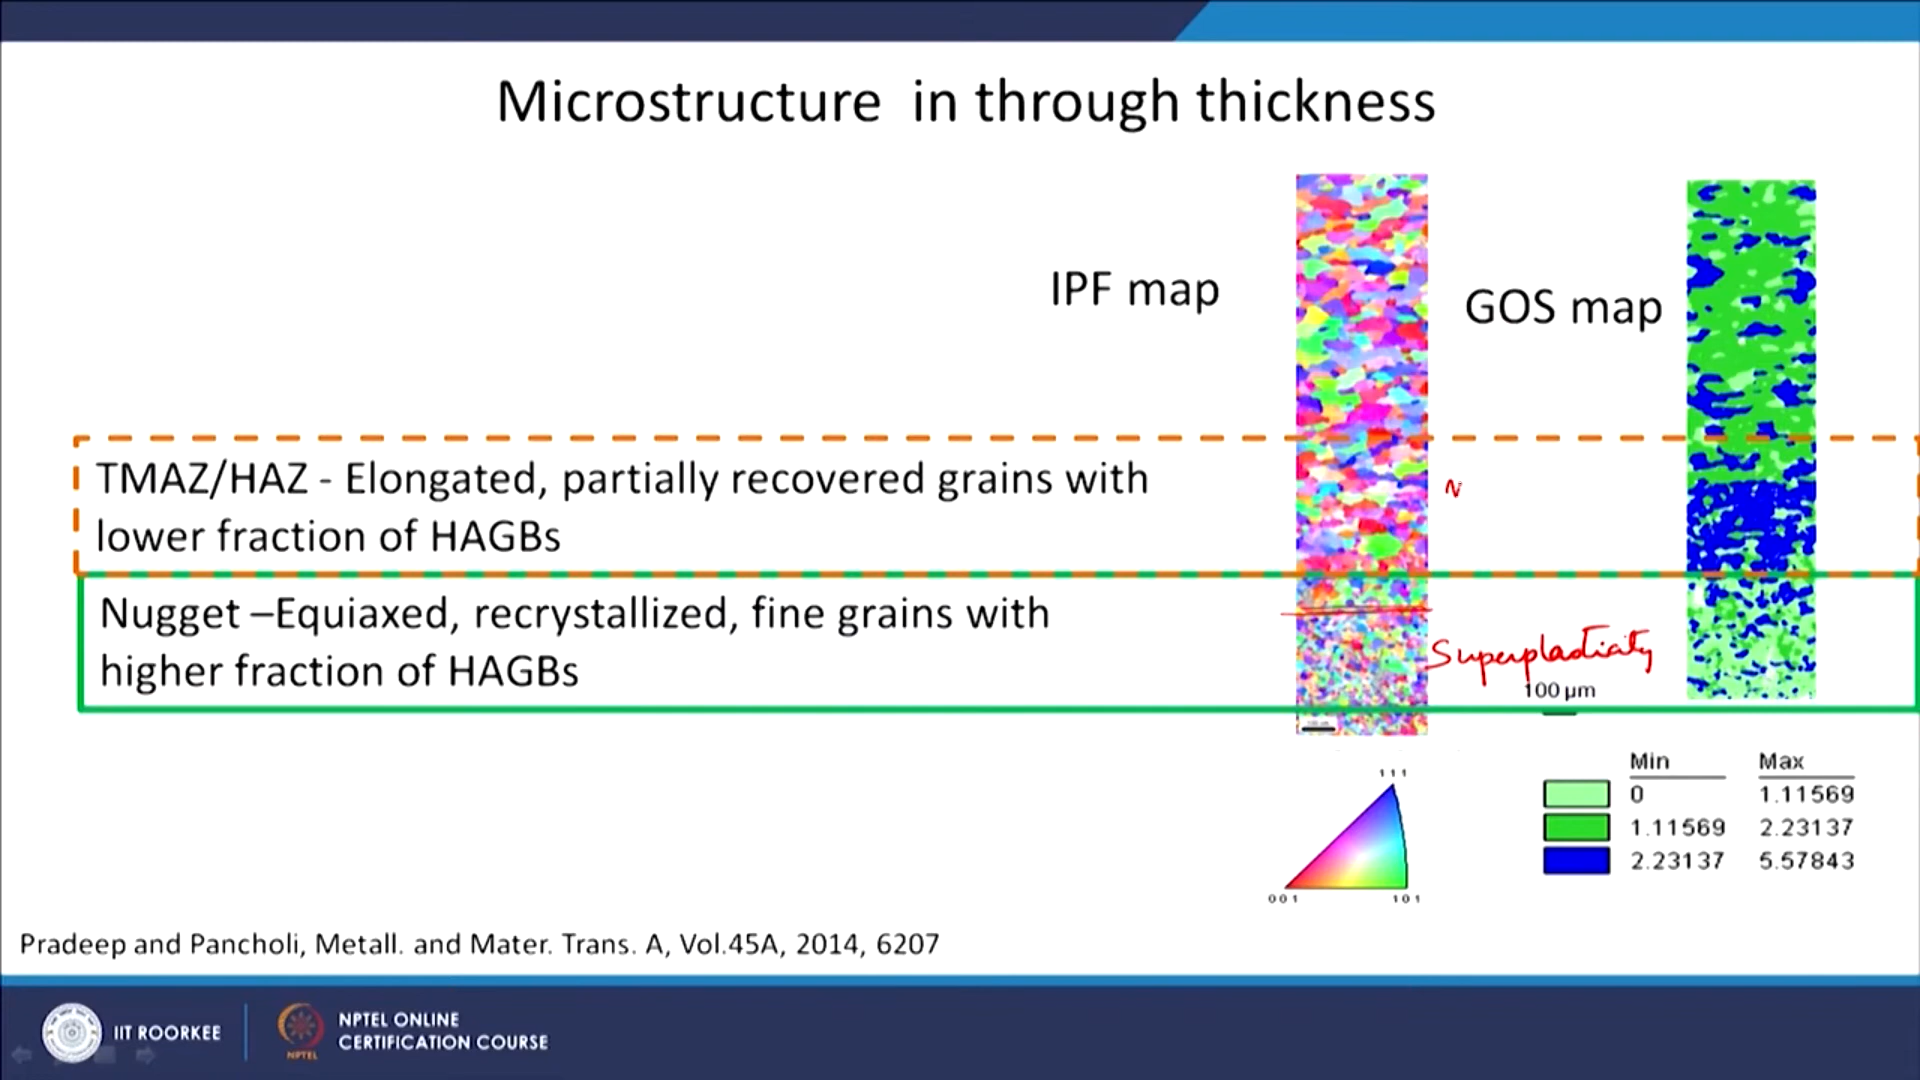 Microstructure in through thickness
IPF map
GOS map
TMAZ/HAZ - Elongated, partially recovered grains with
lower fraction of HAGBs
N
Nugget –Equiaxed, recrystallized, fine grains with
higher fraction of HAGBs
Superplasticity
100 µm
111
001
101
Min Max
0 1.11569
1.11569 2.23137
2.23137 5.57843
Pradeep and Pancholi, Metall. and Mater. Trans. A, Vol.45A, 2014, 6207
IIT ROORKEE
NPTEL
NPTEL ONLINE
CERTIFICATION COURSE